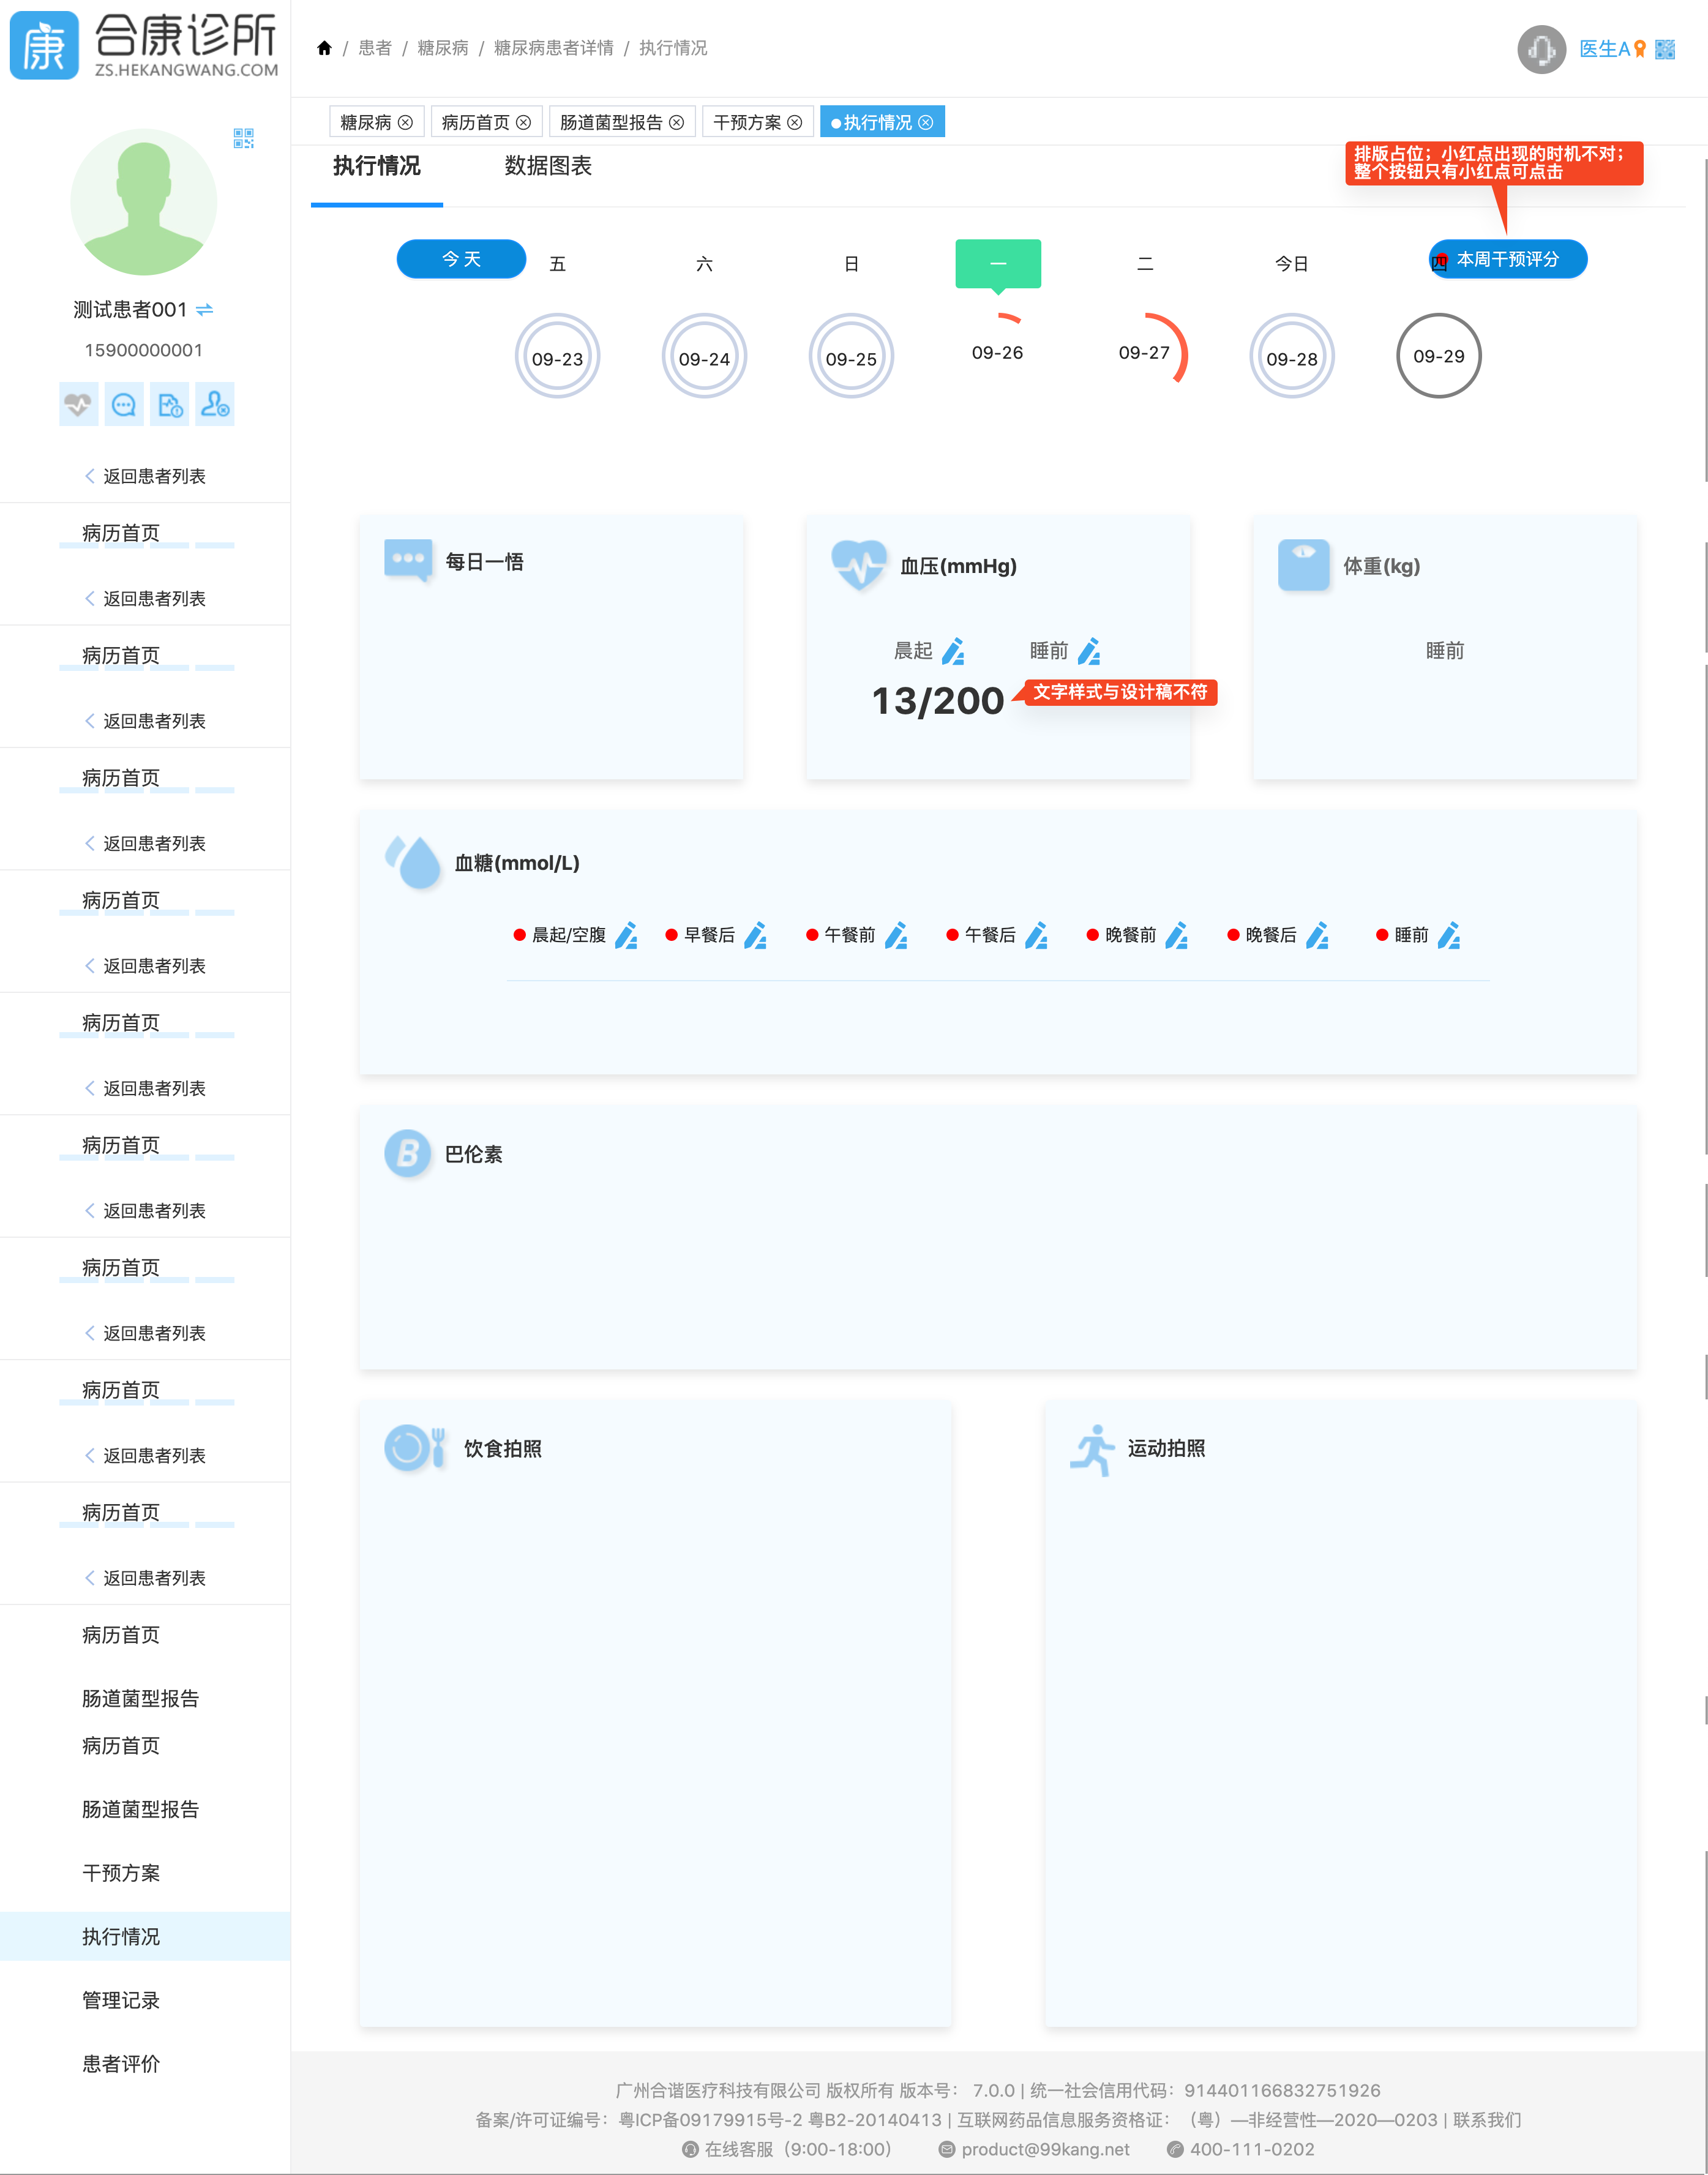 康 合康诊所
ZS.HEKANGWANG.COM
/ 患者 / 糖尿病 / 糖尿病患者详情 / 执行情况
医生A
糖尿病 病历首页 肠道菌型报告 干预方案 执行情况
执行情况 数据图表
排版占位；小红点出现的时机不对；
整个按钮只有小红点可点击
今 天 五 六 日 一 二 今日 四 本周干预评分
09-23 09-24 09-25 09-26 09-27 09-28 09-29
测试患者001
15900000001
返回患者列表
病历首页
返回患者列表
病历首页
返回患者列表
病历首页
返回患者列表
病历首页
返回患者列表
病历首页
返回患者列表
病历首页
返回患者列表
病历首页
返回患者列表
病历首页
返回患者列表
病历首页
返回患者列表
病历首页
肠道菌型报告
病历首页
肠道菌型报告
干预方案
执行情况
管理记录
患者评价
每日一悟
血压(mmHg)
晨起 睡前
13/200
文字样式与设计稿不符
体重(kg)
睡前
血糖(mmol/L)
晨起/空腹 早餐后 午餐前 午餐后 晚餐前 晚餐后 睡前
B 巴伦素
饮食拍照
运动拍照
广州合谐医疗科技有限公司 版权所有 版本号： 7.0.0 | 统一社会信用代码：914401166832751926
备案/许可证编号：粤ICP备09179915号-2 粤B2-20140413 | 互联网药品信息服务资格证：（粤）—非经营性—2020—0203 | 联系我们
在线客服（9:00-18:00） product@99kang.net 400-111-0202